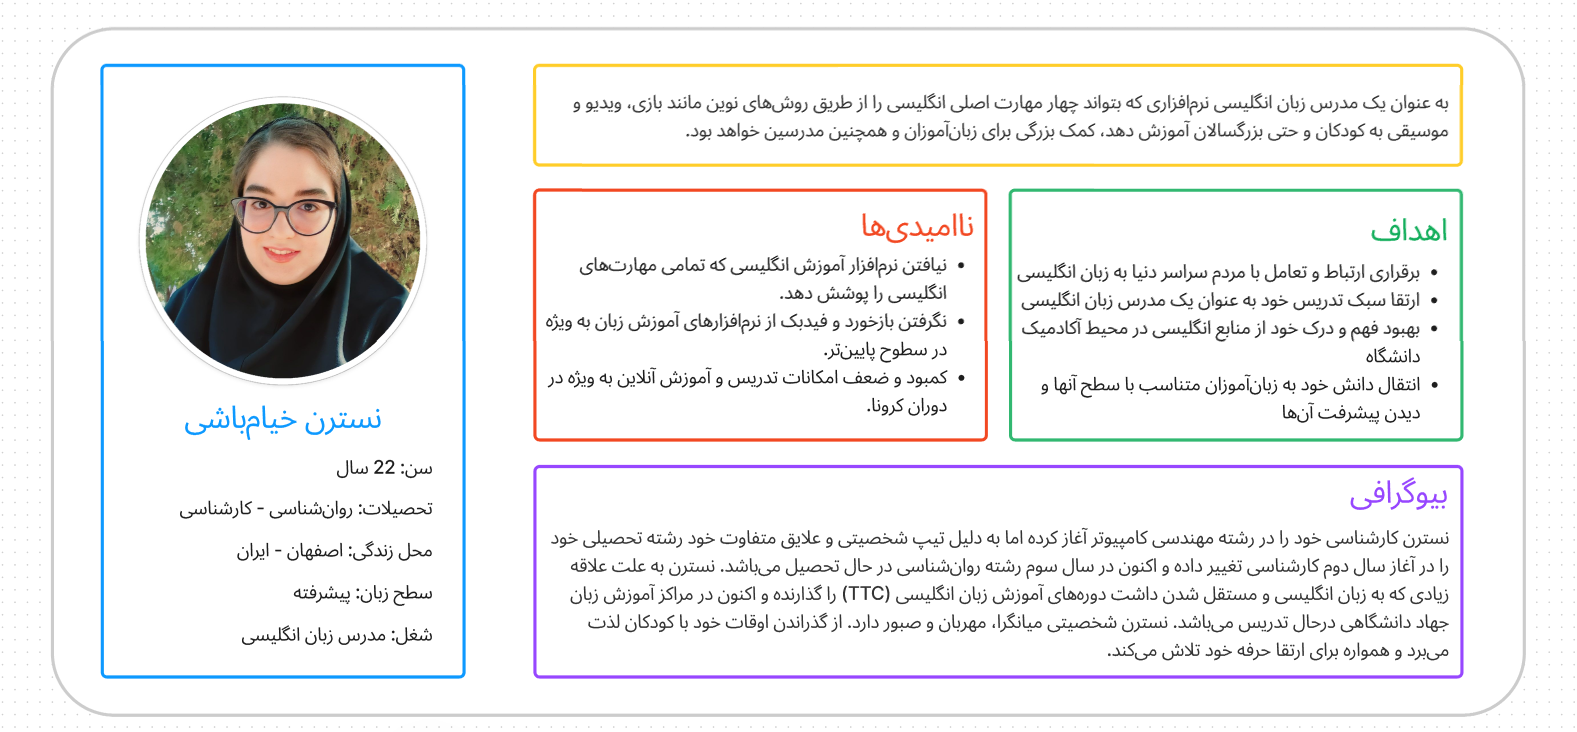 به عنوان یک مدرس زبان انگلیسی نرم‌افزاری که بتواند چهار مهارت اصلی انگلیسی را از طریق روش‌های نوین مانند بازی، ویدیو و
موسیقی به کودکان و حتی بزرگسالان آموزش دهد، کمک بزرگی برای زبان‌آموزان و همچنین مدرسین خواهد بود.
اهداف
• برقراری ارتباط و تعامل با مردم سراسر دنیا به زبان انگلیسی
• ارتقا سبک تدریس خود به عنوان یک مدرس زبان انگلیسی
• بهبود فهم و درک خود از منابع انگلیسی در محیط آکادمیک
دانشگاه
• انتقال دانش خود به زبان‌آموزان متناسب با سطح آنها و
دیدن پیشرفت آن‌ها
ناامیدی‌ها
• نیافتن نرم‌افزار آموزش انگلیسی که تمامی مهارت‌های
انگلیسی را پوشش دهد.
• نگرفتن بازخورد و فیدبک از نرم‌افزارهای آموزش زبان به ویژه
در سطوح پایین‌تر.
• کمبود و ضعف امکانات تدریس و آموزش آنلاین به ویژه در
دوران کرونا.
بیوگرافی
نسترن کارشناسی خود را در رشته مهندسی کامپیوتر آغاز کرده اما به دلیل تیپ شخصیتی و علایق متفاوت خود رشته تحصیلی خود
را در آغاز سال دوم کارشناسی تغییر داده و اکنون در سال سوم رشته روان‌شناسی در حال تحصیل می‌باشد. نسترن به علت علاقه
زیادی که به زبان انگلیسی و مستقل شدن داشت دوره‌های آموزش زبان انگلیسی (TTC) را گذارنده و اکنون در مراکز آموزش زبان
جهاد دانشگاهی درحال تدریس می‌باشد. نسترن شخصیتی میانگرا، مهربان و صبور دارد. از گذراندن اوقات خود با کودکان لذت
می‌برد و همواره برای ارتقا حرفه خود تلاش می‌کند.
نسترن خیام‌باشی
سن: 22 سال
تحصیلات: روان‌شناسی - کارشناسی
محل زندگی: اصفهان - ایران
سطح زبان: پیشرفته
شغل: مدرس زبان انگلیسی